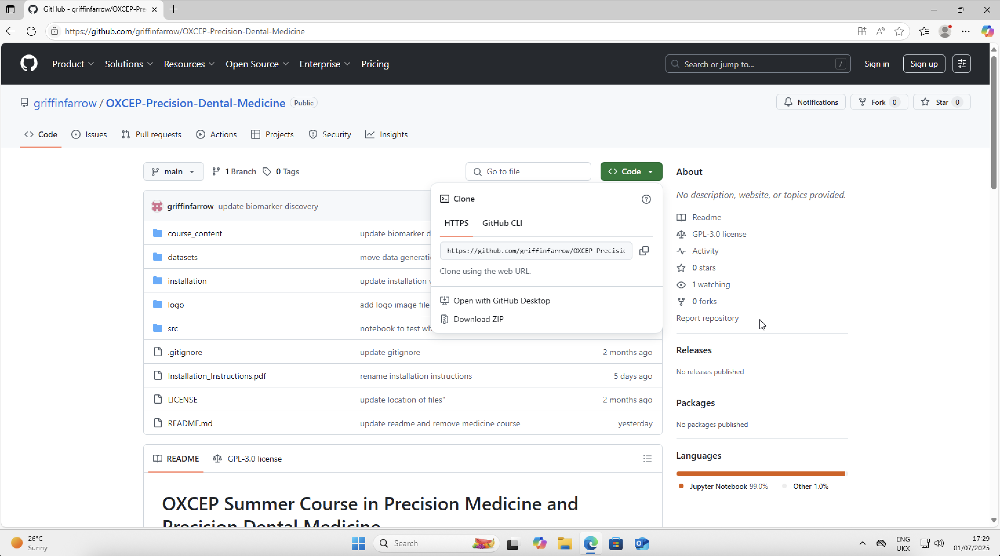 GitHub - griffinfarrow/OXCEP-Pre
https://github.com/griffinfarrow/OXCEP-Precision-Dental-Medicine
Product Solutions Resources Open Source Enterprise Pricing
Search or jump to... /
Sign in
Sign up
griffinfarrow / OXCEP-Precision-Dental-Medicine Public
Notifications
Fork 0
Star 0
Code Issues Pull requests Actions Projects Security Insights
main 1 Branch 0 Tags
Go to file
Code
griffinfarrow update biomarker discovery
course_content update biomarker d
datasets move data generati
installation update installation
logo add logo image file
src notebook to test wh
.gitignore update gitignore 2 months ago
Installation_Instructions.pdf rename installation instructions 5 days ago
LICENSE update location of files" 2 months ago
README.md update readme and remove medicine course yesterday
Clone
HTTPS GitHub CLI
https://github.com/griffinfarrow/OXCEP-Precisio
Clone using the web URL.
Open with GitHub Desktop
Download ZIP
README GPL-3.0 license
OXCEP Summer Course in Precision Medicine and
Precision Dental Medicine
About
No description, website, or topics provided.
Readme
GPL-3.0 license
Activity
0 stars
1 watching
0 forks
Report repository
Releases
No releases published
Packages
No packages published
Languages
Jupyter Notebook 99.0% Other 1.0%
26°C
Sunny
Search
ENG
UKX
17:29
01/07/2025